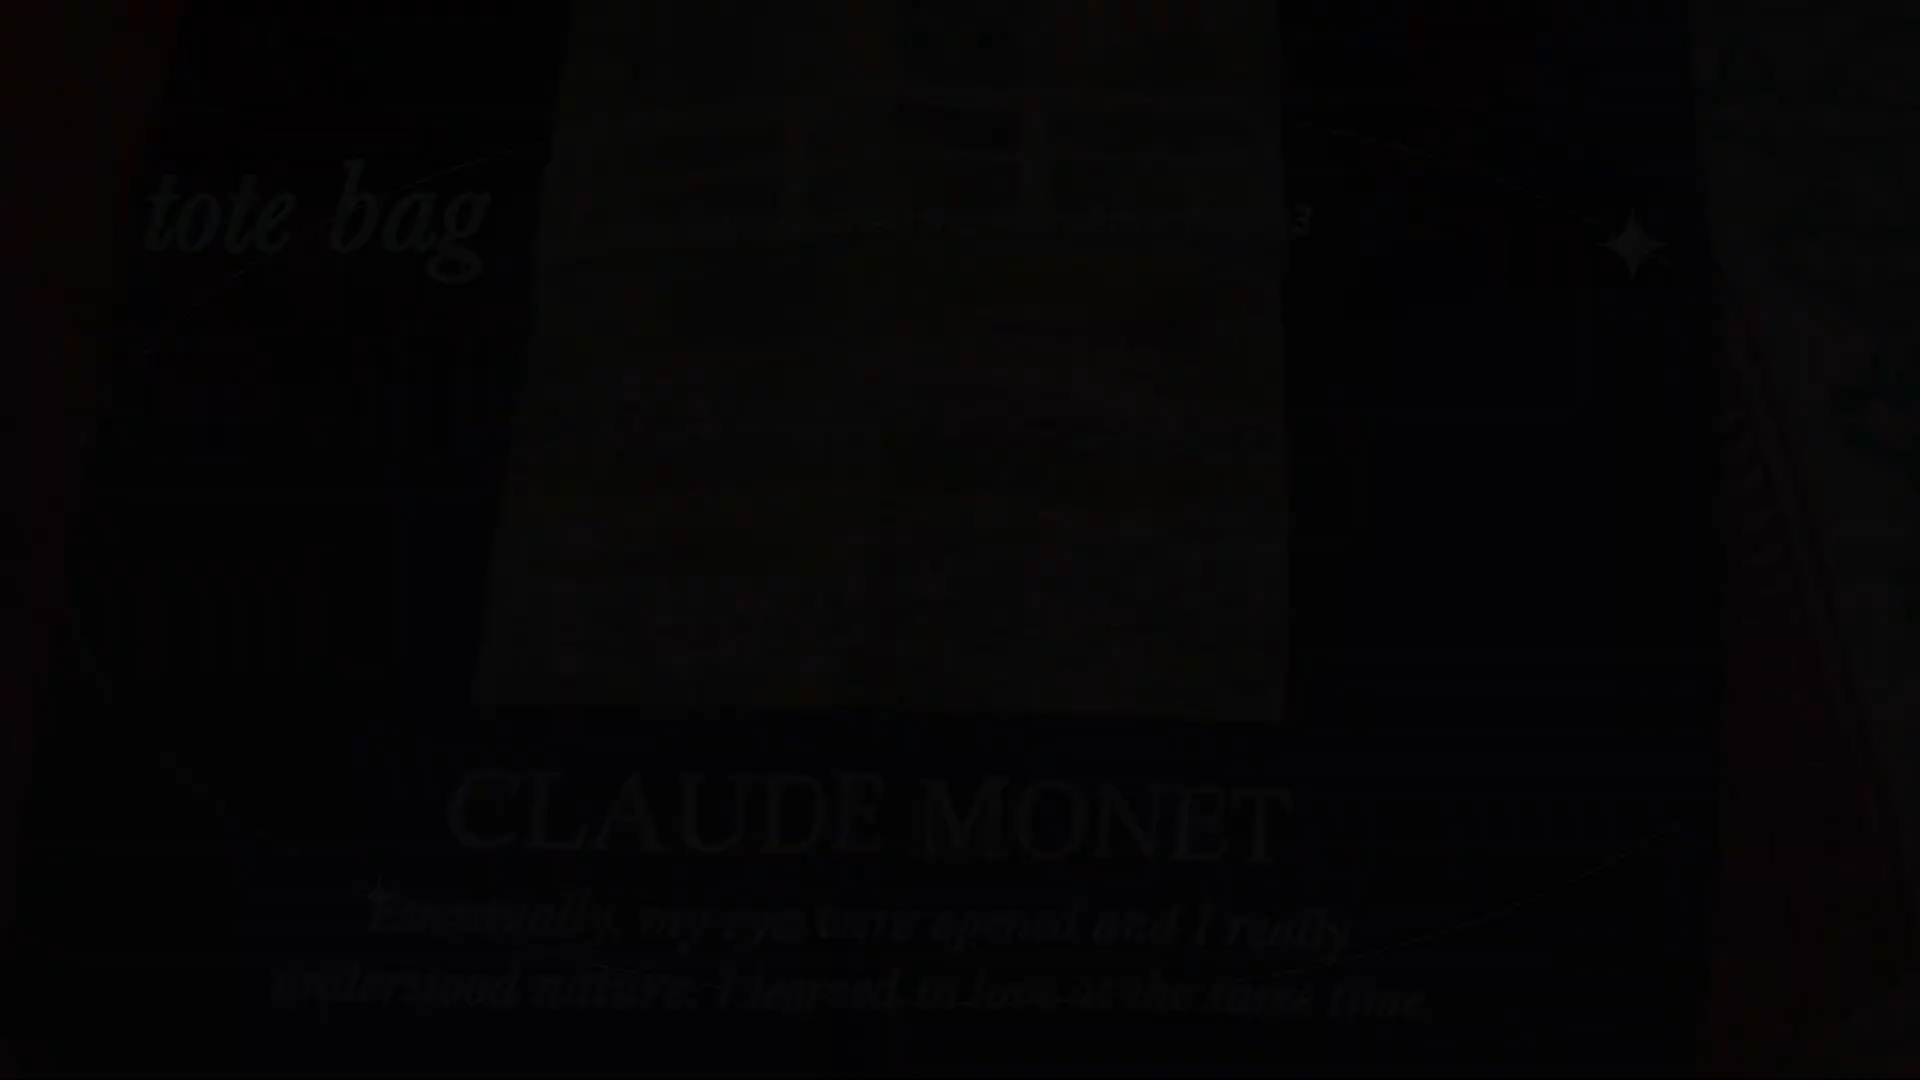 tote bag
3
CLAUDE MONET
"Eventually, my eyes were opened and I really
understood nature. I learned to love at the same time.